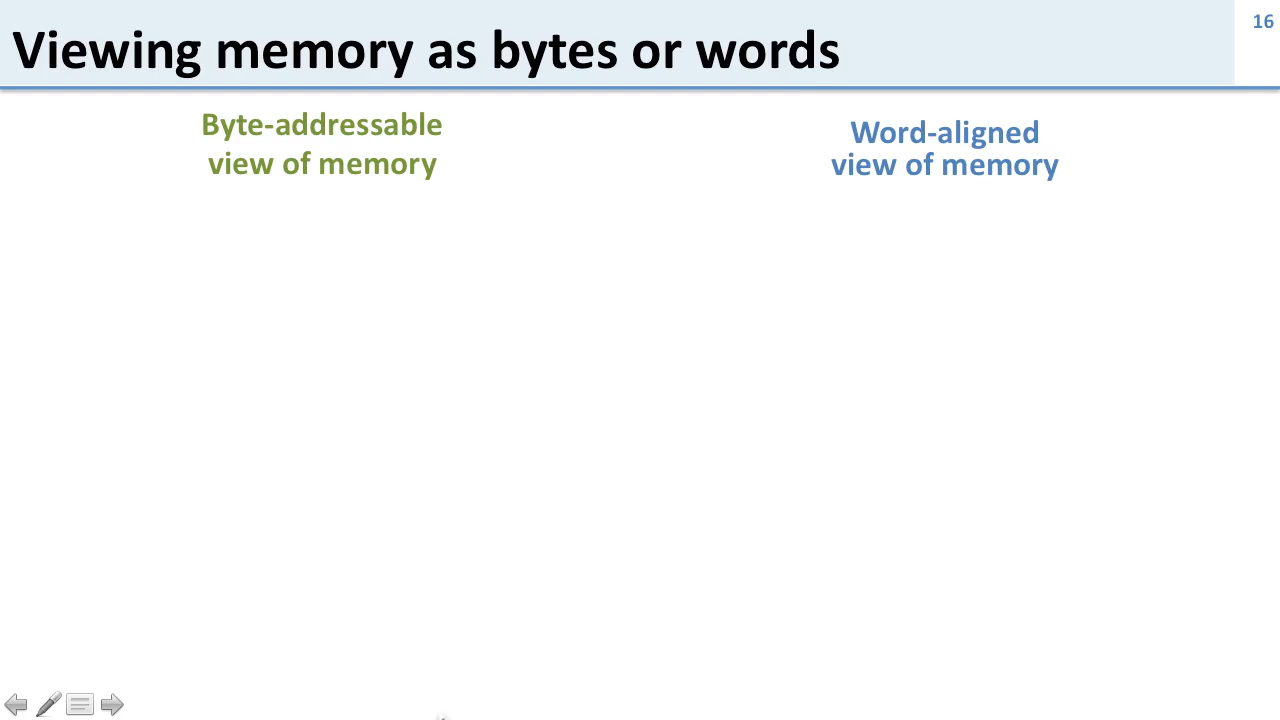 Viewing memory as bytes or words
16
Byte-addressable
view of memory
Word-aligned
view of memory